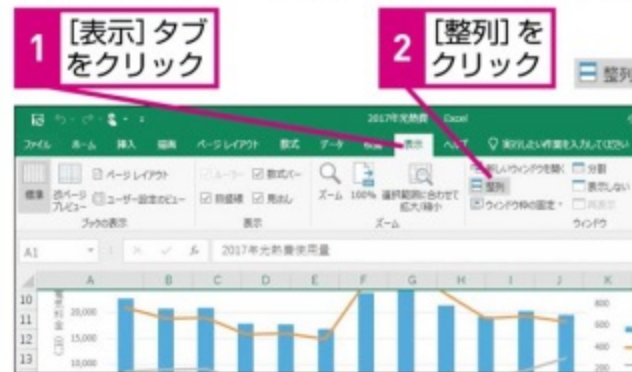 1 [表示] タブ
をクリック
2 [整列] を
クリック
整列
2017年光熱費 Excel
ファイル ホーム 挿入 描画 ページレイアウト 数式 データ 校閲 表示 ヘルプ 実行したい作業を入力してください
標準
改ページ
プレビュー
ページ レイアウト
ユーザー設定のビュー
ブックの表示
ルーラー 数式バー
枠線 見出し
表示
ズーム 100% 選択範囲に合わせて
拡大/縮小
ズーム
新しいウィンドウを開く 分割
整列 表示しない
ウィンドウ枠の固定 再表示
ウィンドウ
A1 fx 2017年光熱費使用量
A B C D E F G H I J K
10 20,000 800
11 600
12 15,000 400
13 10,000 200